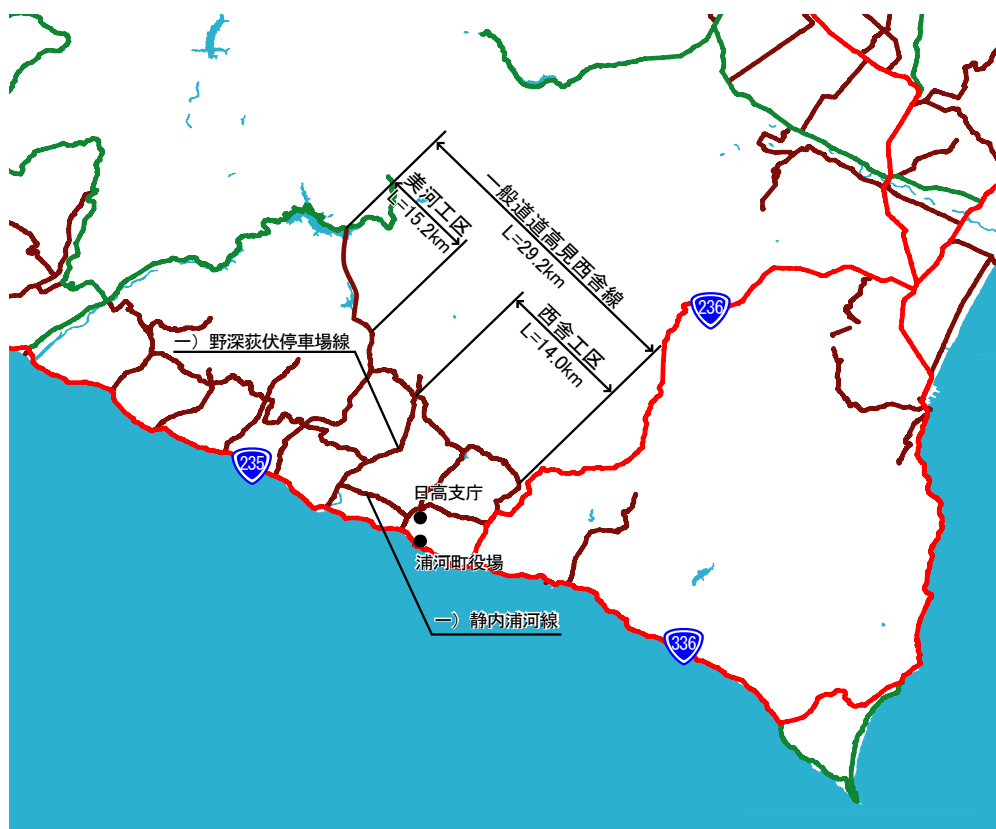 一般道道高見西舎線
L=29.2km
美河工区
L=15.2km
西舎工区
L=14.0km
236
一）野深荻伏停車場線
235
日高支庁
浦河町役場
一）静内浦河線
336